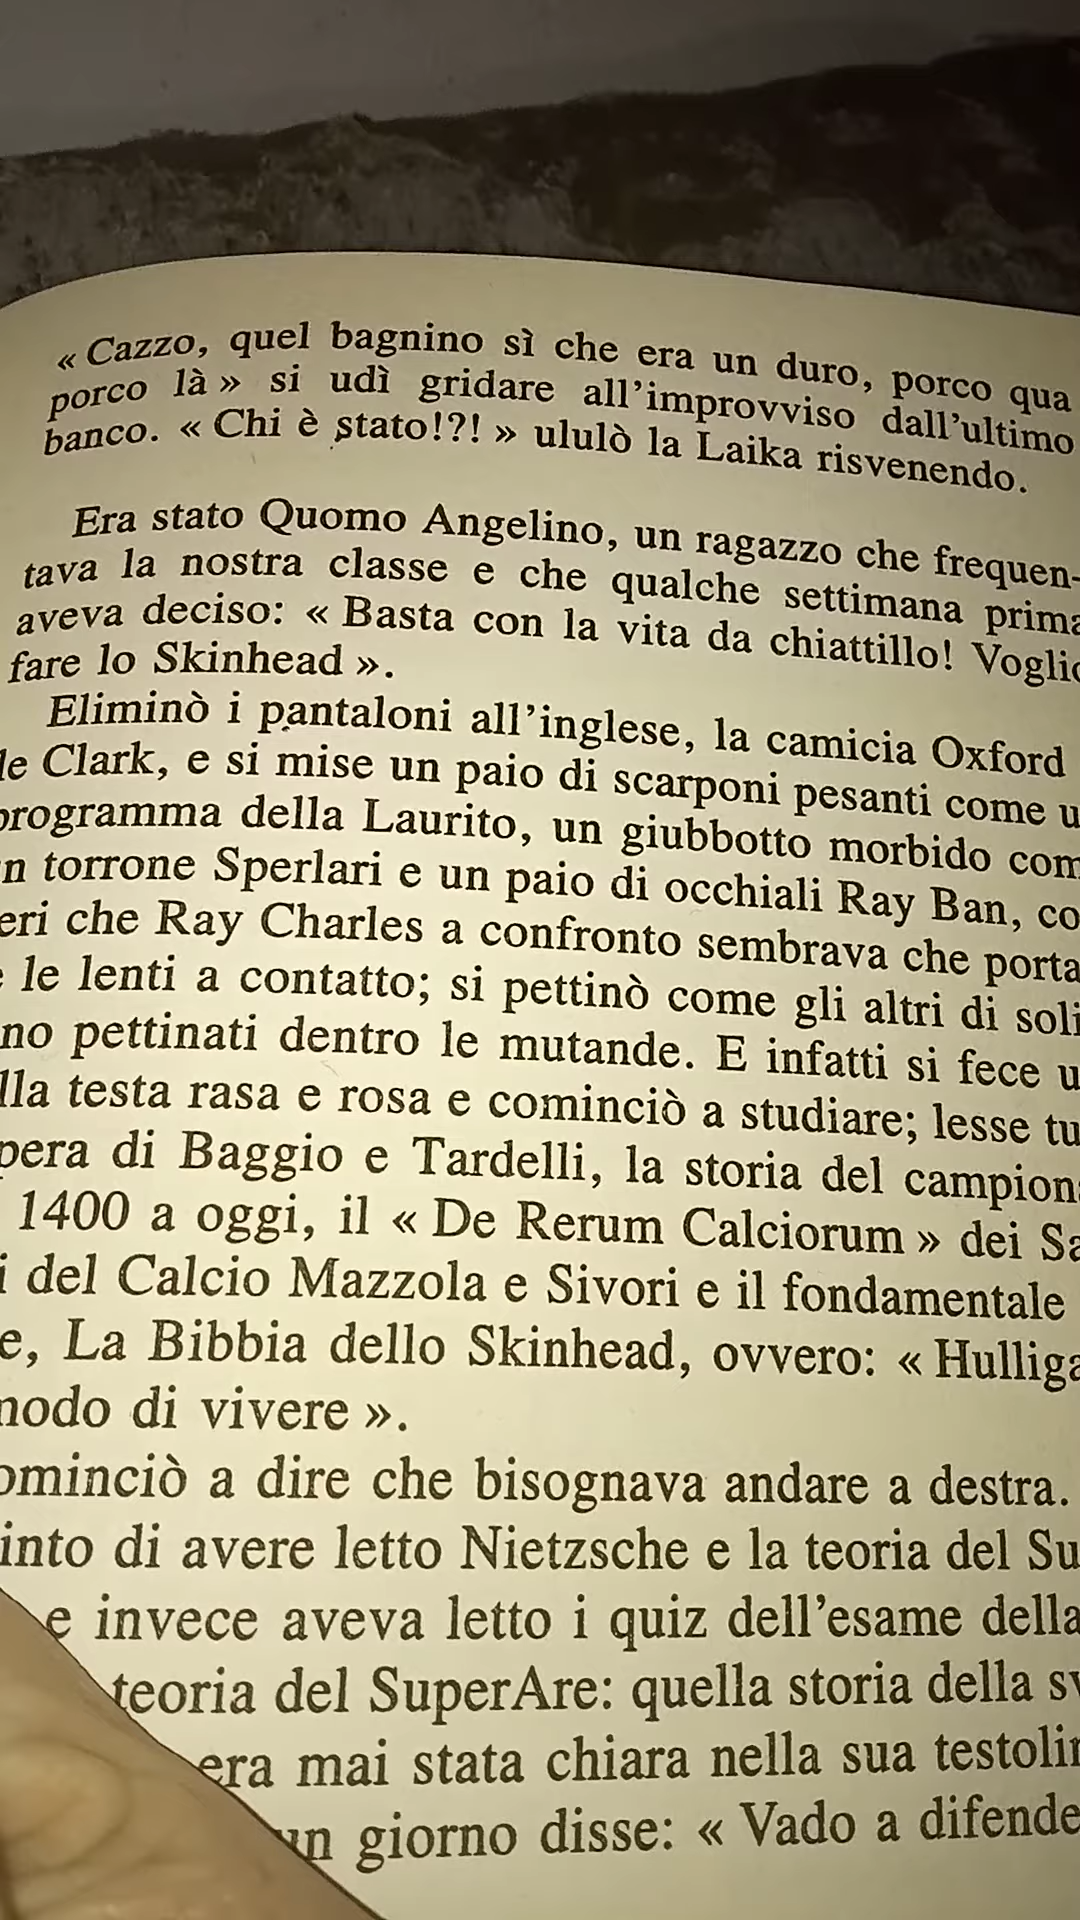 « Cazzo, quel bagnino sì che era un duro, porco qua
porco là » si udì gridare all'improvviso dall'ultimo
banco. « Chi è stato!?! » ululò la Laika risvenendo.
Era stato Quomo Angelino, un ragazzo che frequen-
tava la nostra classe e che qualche settimana prima
aveva deciso: « Basta con la vita da chiattillo! Voglio
fare lo Skinhead ».
Eliminò i pantaloni all'inglese, la camicia Oxford
le Clark, e si mise un paio di scarponi pesanti come u
programma della Laurito, un giubbotto morbido com
n torrone Sperlari e un paio di occhiali Ray Ban, co
eri che Ray Charles a confronto sembrava che porta
le lenti a contatto; si pettinò come gli altri di soli
no pettinati dentro le mutande. E infatti si fece u
lla testa rasa e rosa e cominciò a studiare; lesse tu
pera di Baggio e Tardelli, la storia del campion
1400 a oggi, il « De Rerum Calciorum » dei Sa
i del Calcio Mazzola e Sivori e il fondamentale
e, La Bibbia dello Skinhead, ovvero: « Hulliga
modo di vivere ».
ominciò a dire che bisognava andare a destra.
into di avere letto Nietzsche e la teoria del Su
e invece aveva letto i quiz dell'esame della
teoria del SuperAre: quella storia della sv
era mai stata chiara nella sua testolin
un giorno disse: « Vado a difende